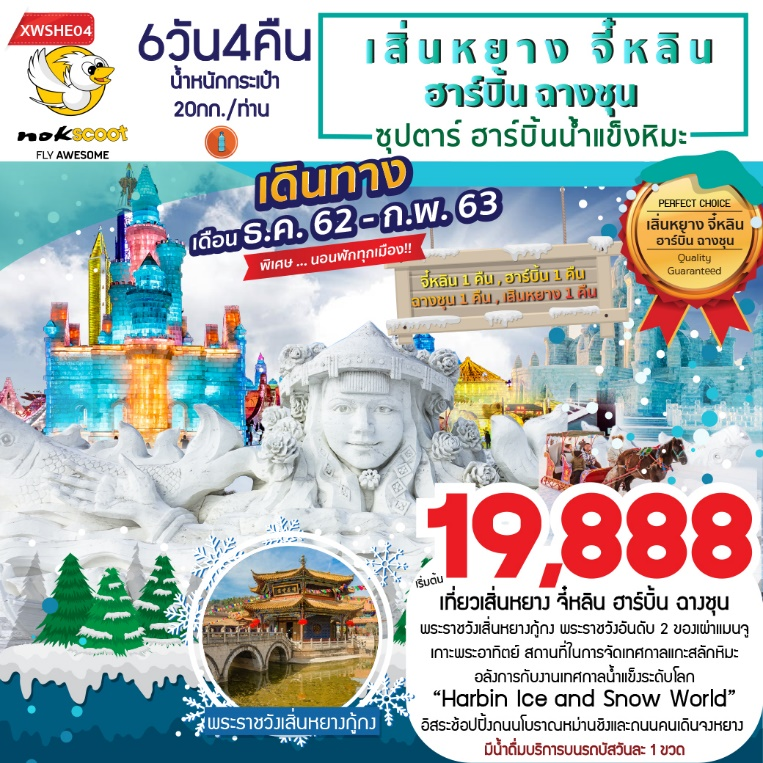 XWSHE04
nokscoot
FLY AWESOME
6วัน4คืน
น้ำหนักกระเป๋า
20กก./ท่าน
เสิ่นหยาง จี๋หลิน
ฮาร์บิ้น ฉางชุน
ซุปตาร์ ฮาร์บิ้นน้ำแข็งหิมะ
เดินทาง
เดือน ธ.ค. 62 - ก.พ. 63
พิเศษ ... นอนพักทุกเมือง!!
จี๋หลิน 1 คืน , ฮาร์บิ้น 1 คืน
ฉางชุน 1 คืน , เสิ่นหยาง 1 คืน
PERFECT CHOICE
เสิ่นหยาง จี๋หลิน
ฮาร์บิน ฉางชุน
Quality
Guaranteed
เริ่มต้น 19,888
เที่ยวเสิ่นหยาง จี๋หลิน ฮาร์บิ้น ฉางชุน
พระราชวังเสิ่นหยางกู้กง พระราชวังอันดับ 2 ของเผ่าแมนจู
เกาะพระอาทิตย์ สถานที่ในการจัดเทศกาลแกะสลักหิมะ
อลังการกับงานเทศกาลน้ำแข็งระดับโลก
“Harbin Ice and Snow World”
อิสระช้อปปิ้งถนนโบราณหม่านชิงและถนนคนเดินจงหยาง
มีน้ำดื่มบริการบนรถบัสวันละ 1 ขวด
พระราชวังเสิ่นหยางกู้กง